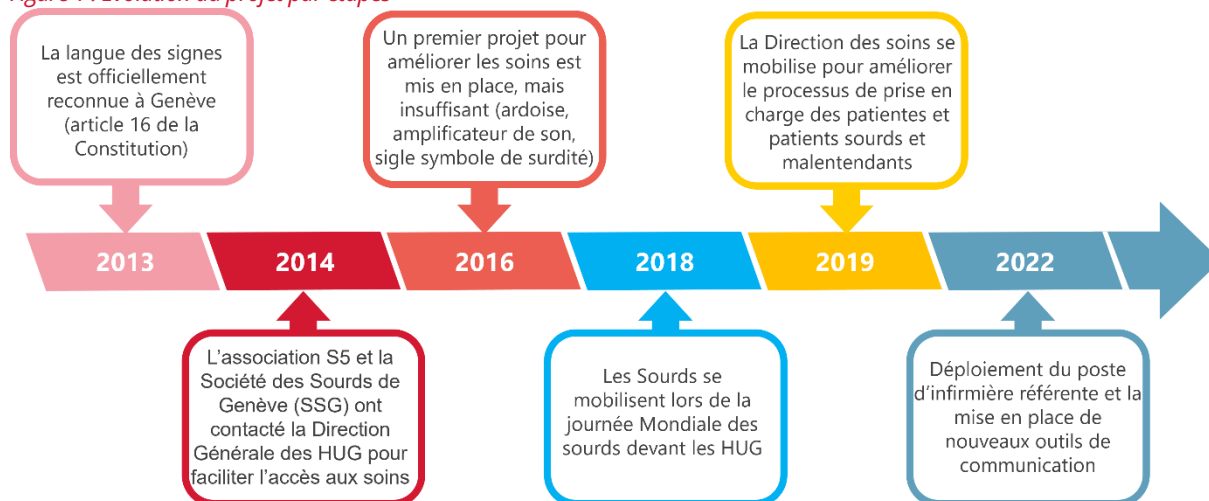 La langue des signes
est officiellement
reconnue à Genève
(article 16 de la
Constitution)
Un premier projet pour
améliorer les soins est
mis en place, mais
insuffisant (ardoise,
amplificateur de son,
sigle symbole de surdité)
La Direction des soins se
mobilise pour améliorer
le processus de prise en
charge des patientes et
patients sourds et
malentendants
2013
2014
2016
2018
2019
2022
L'association S5 et la
Société des Sourds de
Genève (SSG) ont
contacté la Direction
Générale des HUG pour
faciliter l'accès aux soins
Les Sourds se
mobilisent lors de la
journée Mondiale des
sourds devant les HUG
Déploiement du poste
d'infirmière référente et la
mise en place de
nouveaux outils de
communication